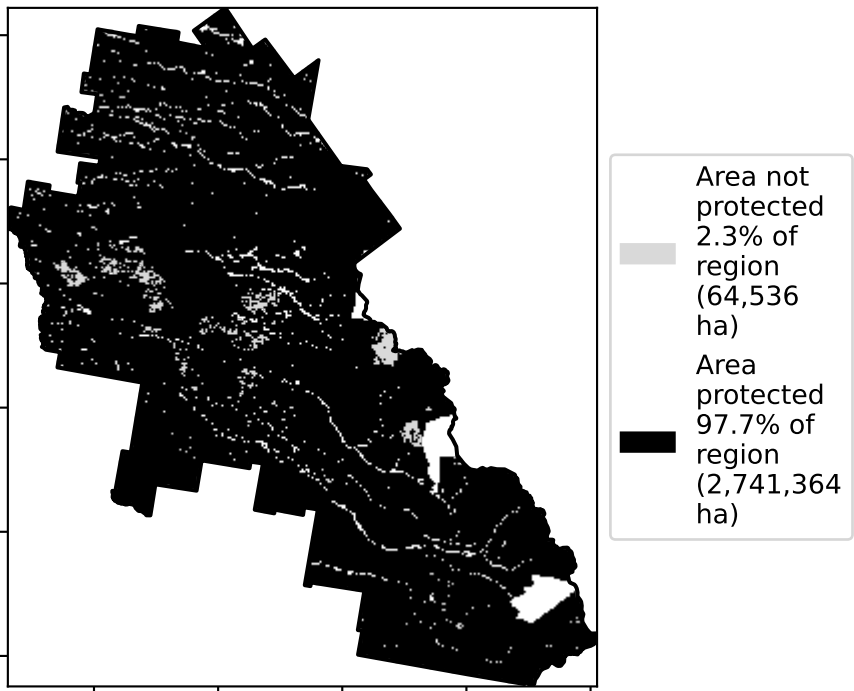 Area not
protected
2.3% of
region
(64,536
ha)
Area
protected
97.7% of
region
(2,741,364
ha)